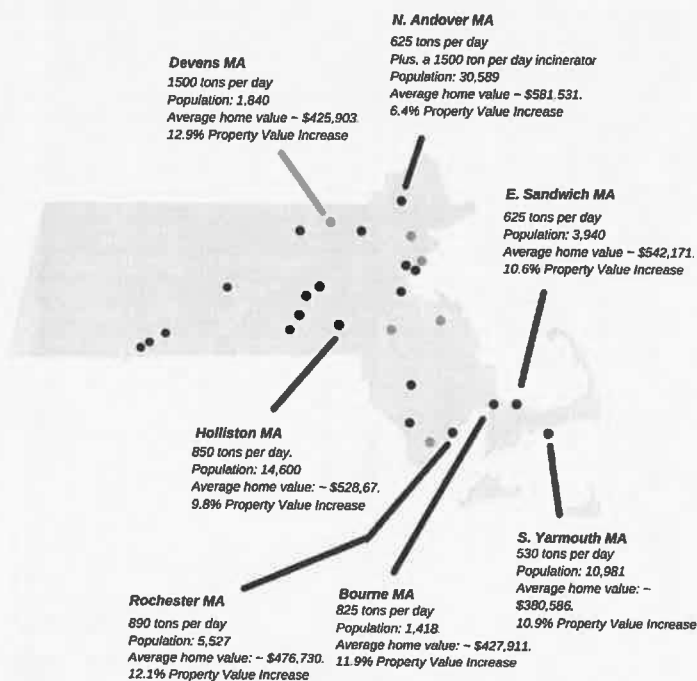 N. Andover MA
625 tons per day
Plus, a 1500 ton per day incinerator
Population: 30,589
Average home value ~ $581,531.
6.4% Property Value Increase
Devens MA
1500 tons per day
Population: 1,840
Average home value ~ $425,903.
12.9% Property Value Increase
E. Sandwich MA
625 tons per day
Population: 3,940
Average home value ~ $542,171.
10.6% Property Value Increase
Holliston MA
850 tons per day.
Population: 14,600
Average home value: ~ $528,67.
9.8% Property Value Increase
S. Yarmouth MA
530 tons per day
Population: 10,981
Average home value: ~
$380,586.
10.9% Property Value Increase
Rochester MA
890 tons per day
Population: 5,527
Average home value: ~ $476,730.
12.1% Property Value Increase
Bourne MA
825 tons per day
Population: 1,418.
Average home value: ~ $427,911.
11.9% Property Value Increase